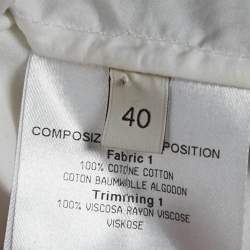 40
COMPOSIZ POSITION
Fabric 1
100% COTONE COTTON
COTON BAUMWOLLE ALGODON
Trimming 1
100% VISCOSA RAYON VISCOSE
VISKOSE